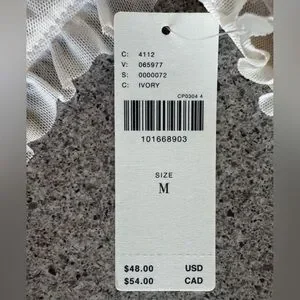 C: 4112
V: 065977
S: 0000072
C: IVORY
CP0304 4
101668903
SIZE
M
$48.00 USD
$54.00 CAD